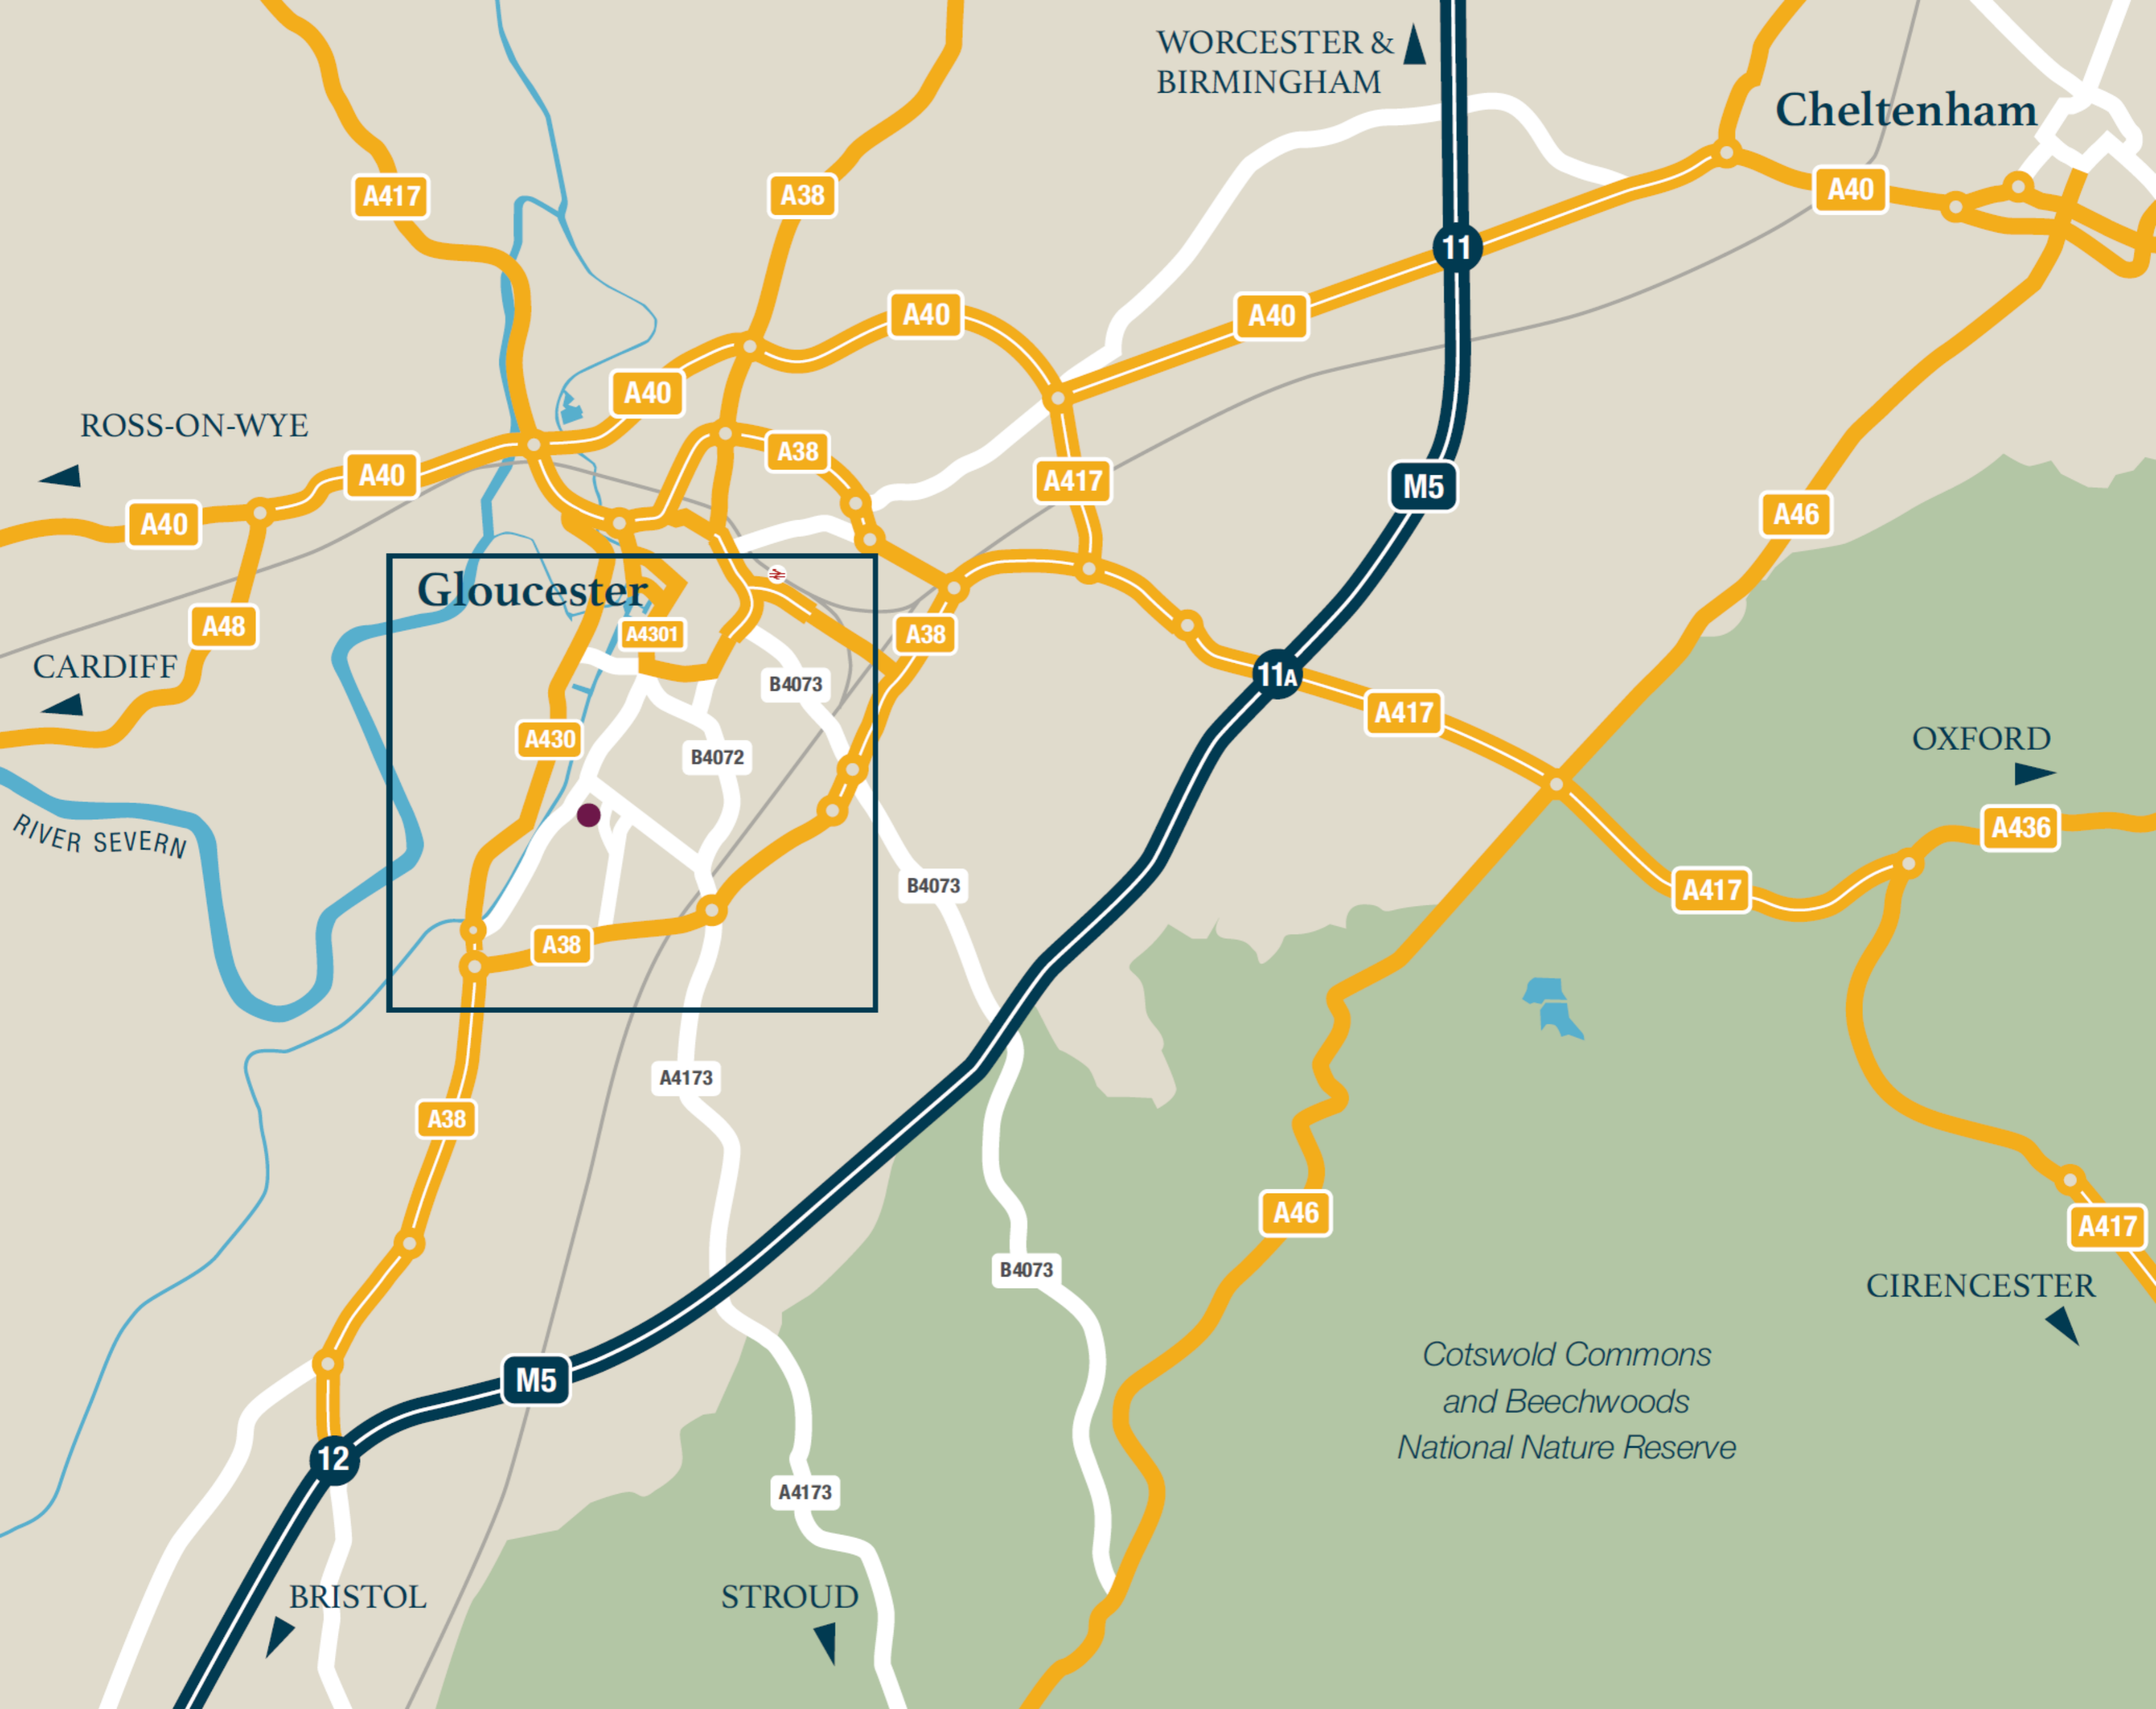 WORCESTER &
BIRMINGHAM
11
Cheltenham
A417
A38
A40
A40
A40
A40
ROSS-ON-WYE
A40
A40
A38
A417
M5
A46
Gloucester
A48
CARDIFF
A4301
A38
B4073
11A
A417
A430
B4072
OXFORD
A436
RIVER SEVERN
B4073
A417
A38
A4173
A38
A46
A417
B4073
CIRENCESTER
Cotswold Commons
and Beechwoods
National Nature Reserve
M5
12
A4173
BRISTOL
STROUD